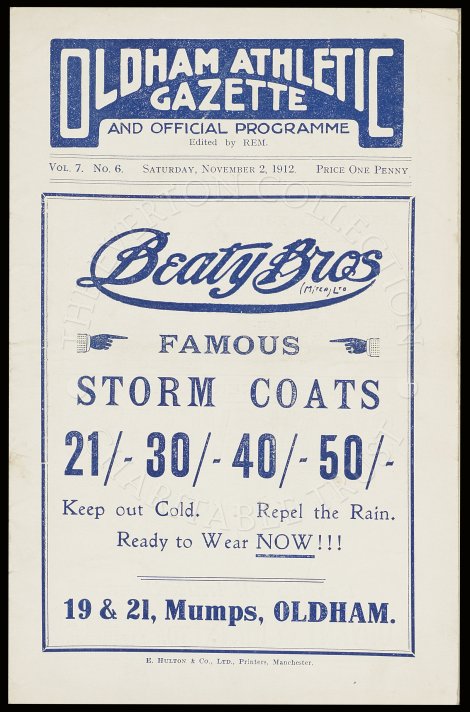 OLDHAM ATHLETIC
GAZETTE
AND OFFICIAL PROGRAMME
Edited by REM.
VOL. 7. No. 6. SATURDAY, NOVEMBER 2, 1912. PRICE ONE PENNY
Beaty Bros
(M/TER) LTD
FAMOUS
STORM COATS
21/- 30/- 40/- 50/-
Keep out Cold. Repel the Rain.
Ready to Wear NOW!!!
19 & 21, Mumps, OLDHAM.
E. HULTON & CO., LTD., Printers, Manchester.